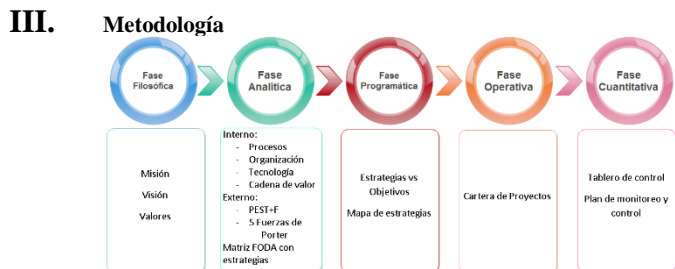 III. Metodología
Fase
Filosófica
Fase
Analítica
Fase
Programática
Fase
Operativa
Fase
Cuantitativa
Misión
Visión
Valores
Interno:
- Procesos
- Organización
- Tecnología
- Cadena de valor
Externo:
- PEST+F
- 5 Fuerzas de
Porter
Matriz FODA con
estrategias
Estrategias vs
Objetivos
Mapa de estrategias
Cartera de Proyectos
Tablero de control
Plan de monitoreo y
control